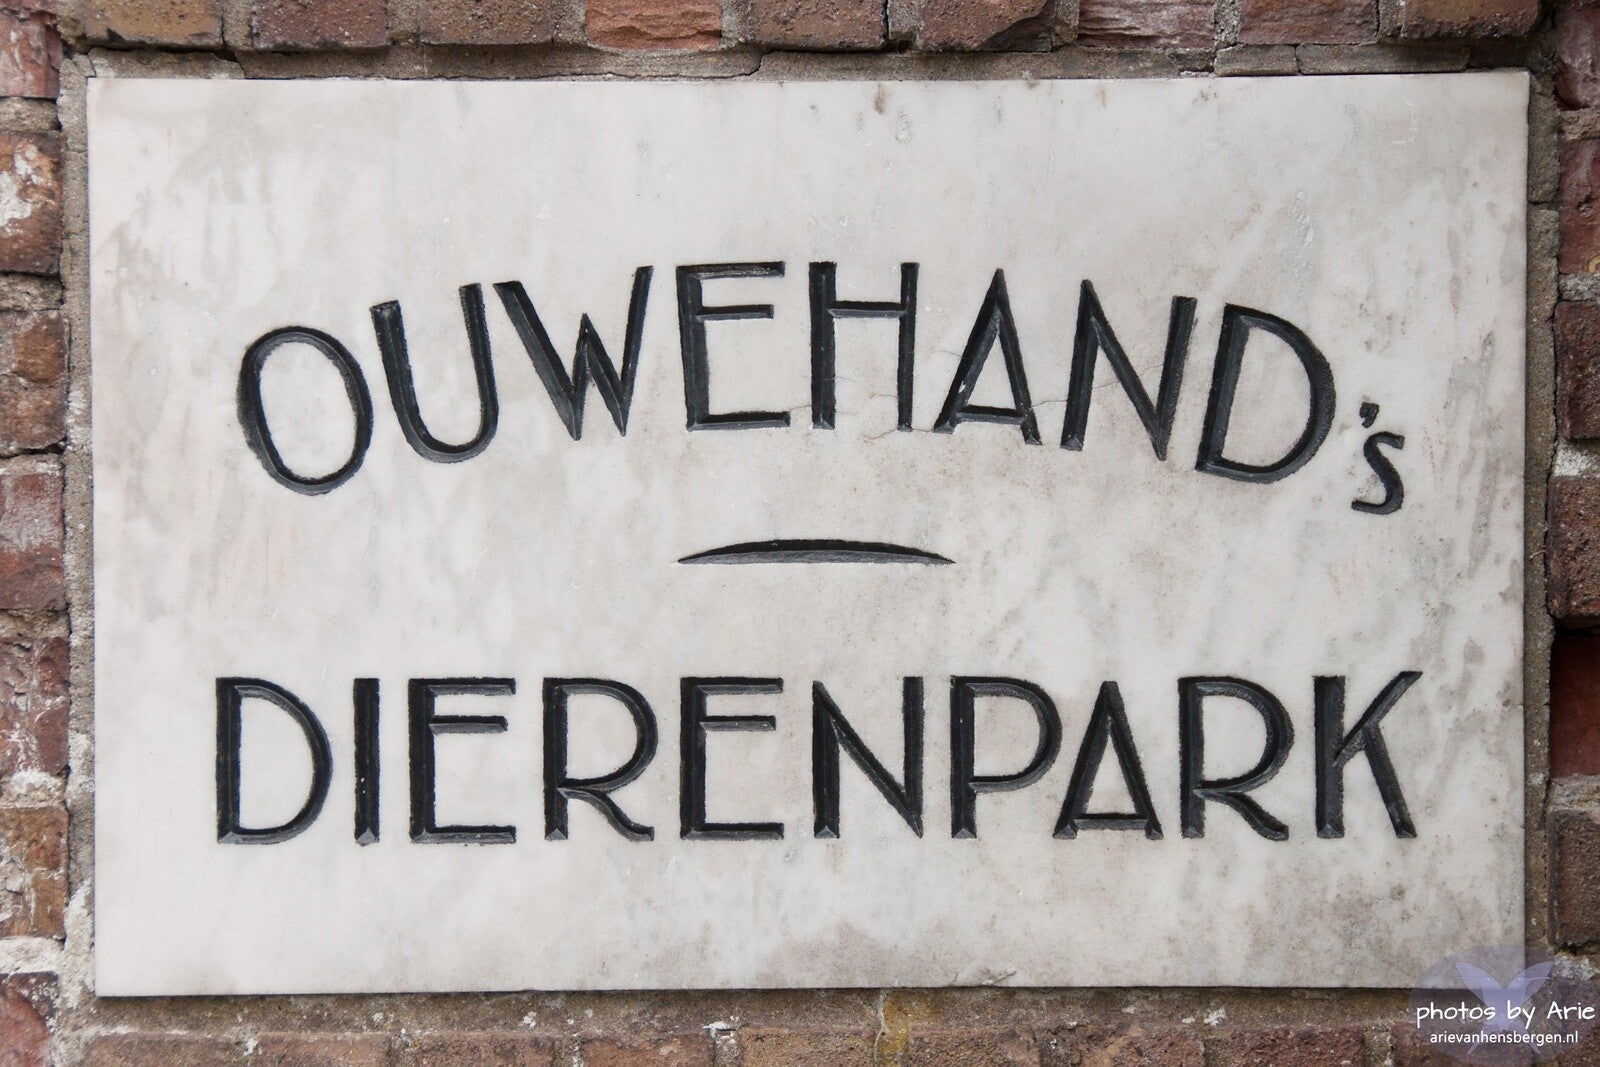 OUWEHAND's
DIERENPARK
photos by Arie
arievanhensbergen.nl